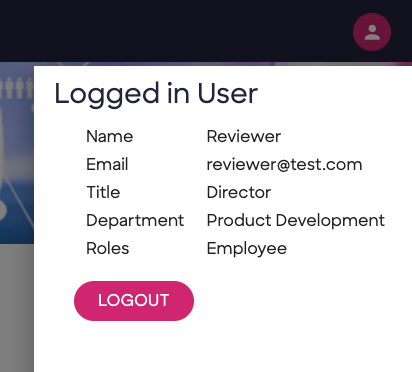 Logged in User
Name Reviewer
Email reviewer@test.com
Title Director
Department Product Development
Roles Employee
LOGOUT